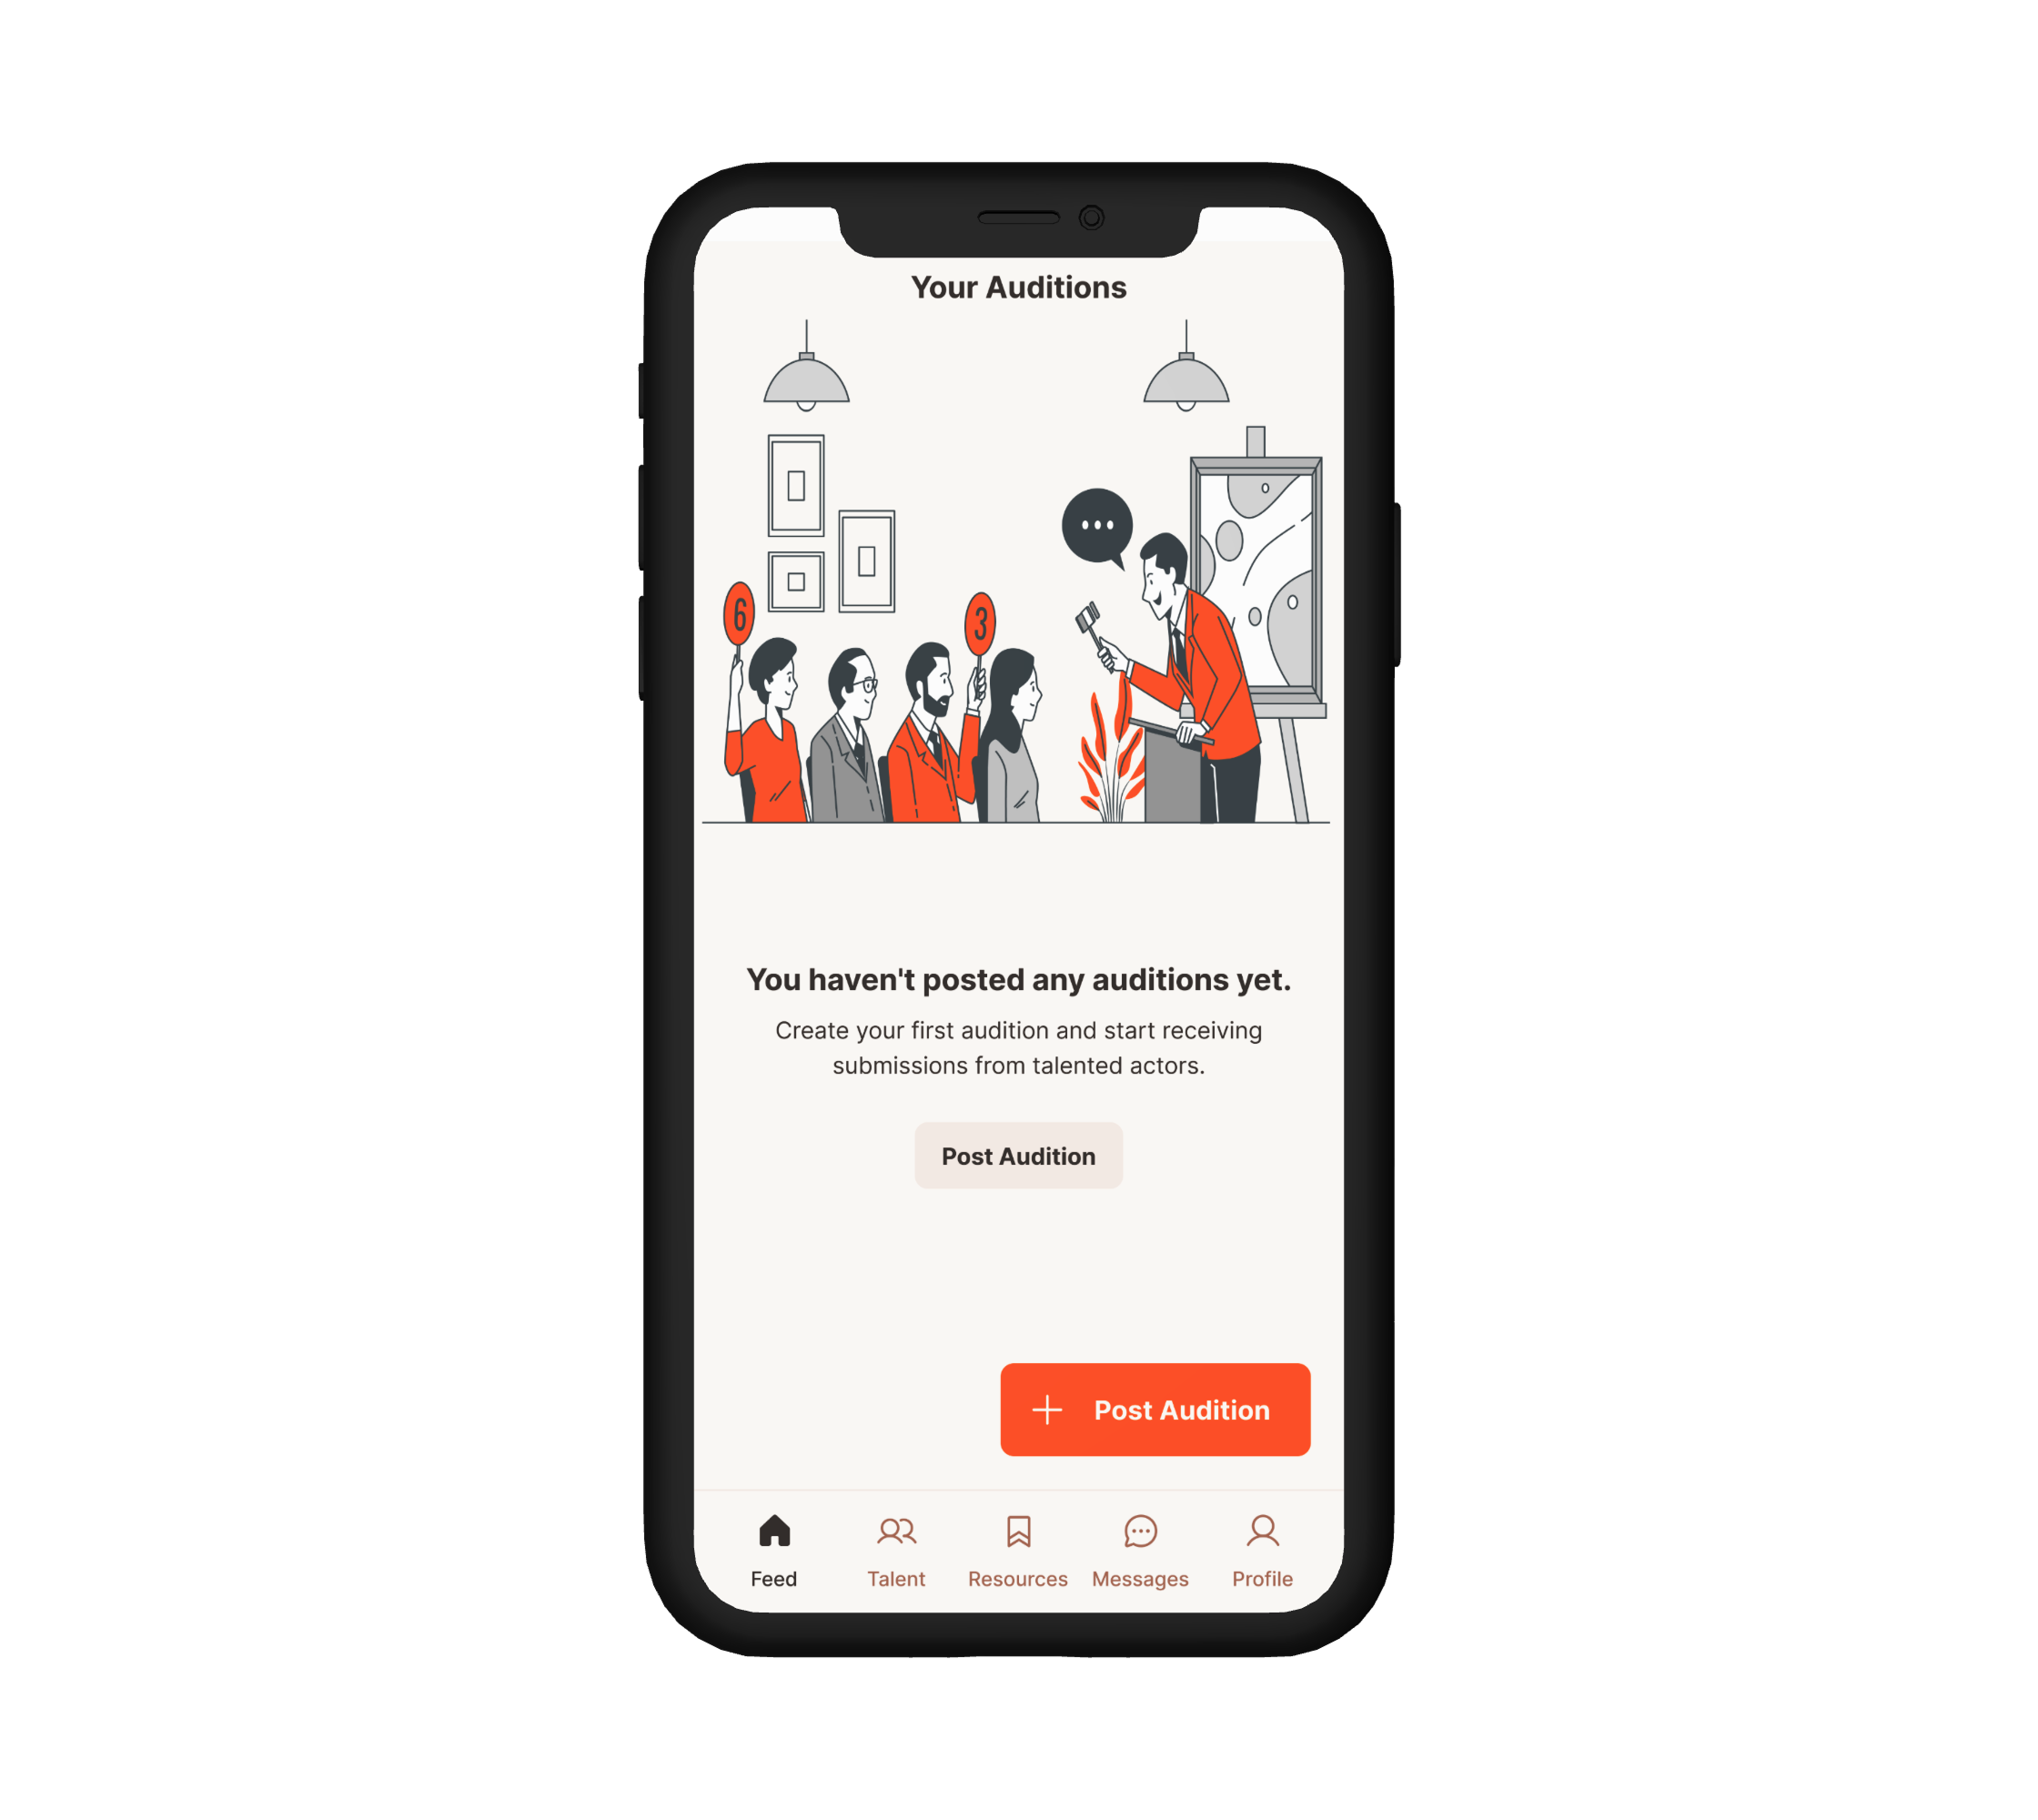 Your Auditions
6
3
You haven't posted any auditions yet.
Create your first audition and start receiving
submissions from talented actors.
Post Audition
Post Audition
Feed
Talent
Resources
Messages
Profile